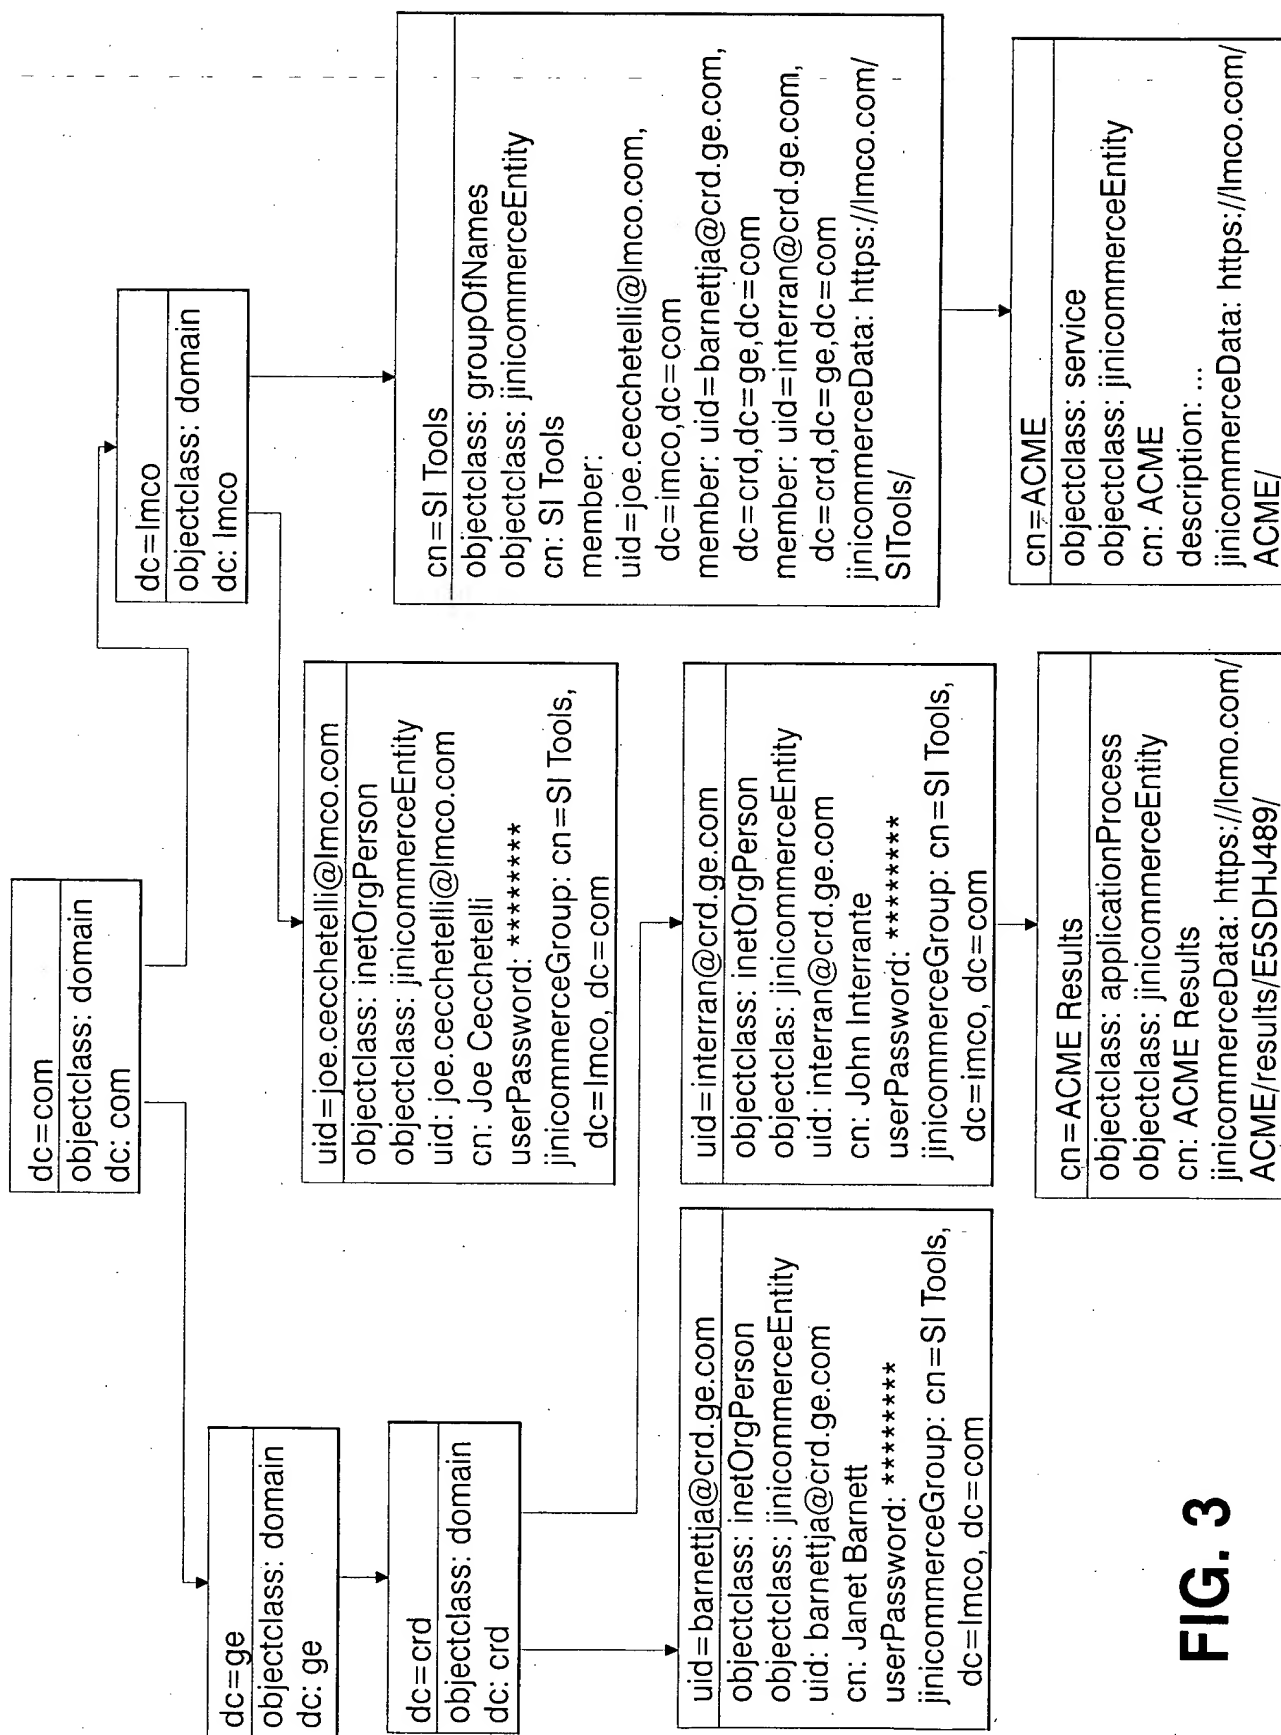 dc=com
objectclass: domain
dc: com
dc=ge
objectclass: domain
dc: ge
dc=lmco
objectclass: domain
dc: lmco
dc=crd
objectclass: domain
dc: crd
uid=joe.cecchetelli@lmco.com
objectclass: inetOrgPerson
objectclass: jinicommerceEntity
uid: joe.cecchetelli@lmco.com
cn: Joe Cecchetelli
userPassword: ********
jinicommerceGroup: cn=SI Tools,
dc=lmco, dc=com
cn=SI Tools
objectclass: groupOfNames
objectclass: jinicommerceEntity
cn: SI Tools
member:
uid=joe.cecchetelli@lmco.com,
dc=lmco,dc=com
member: uid=barnettja@crd.ge.com,
dc=crd,dc=ge,dc=com
member: uid=interran@crd.ge.com,
dc=crd,dc=ge,dc=com
jinicommerceData: https://lmco.com/
SITools/
uid=barnettja@crd.ge.com
objectclass: inetOrgPerson
objectclass: jinicommerceEntity
uid: barnettja@crd.ge.com
cn: Janet Barnett
userPassword: ********
jinicommerceGroup: cn=SI Tools,
dc=lmco, dc=com
uid=interran@crd.ge.com
objectclass: inetOrgPerson
objectclas: jinicommerceEntity
uid: interran@crd.ge.com
cn: John Interrante
userPassword: ********
jinicommerceGroup: cn=SI Tools,
dc=imco, dc=com
cn=ACME Results
objectclass: applicationProcess
objectclass: jinicommerceEntity
cn: ACME Results
jinicommerceData: https://lcmo.com/
ACME/results/E5SDHJ489/
cn=ACME
objectclass: service
objectclass: jinicommerceEntity
cn: ACME
description: ...
jinicommerceData: https://lmco.com/
ACME/
FIG. 3